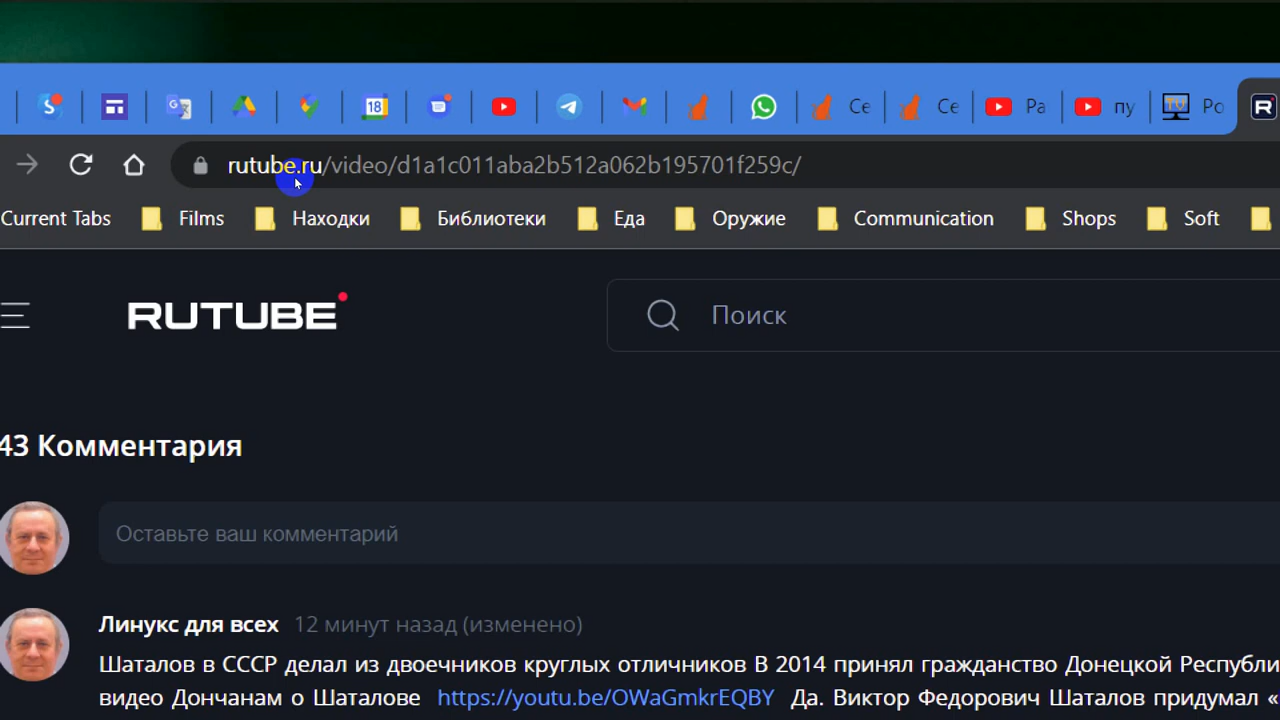 18 Се Се Ра пу TU Ро R
rutube.ru/video/d1a1c011aba2b512a062b195701f259c/
Current Tabs Films Находки Библиотеки Еда Оружие Communication Shops Soft
RUTUBE Поиск
43 Комментария
Оставьте ваш комментарий
Линукс для всех 12 минут назад (изменено)
Шаталов в СССР делал из двоечников круглых отличников В 2014 принял гражданство Донецкой Республи
видео Дончанам о Шаталове https://youtu.be/OWaGmkrEQBY Да. Виктор Федорович Шаталов придумал «